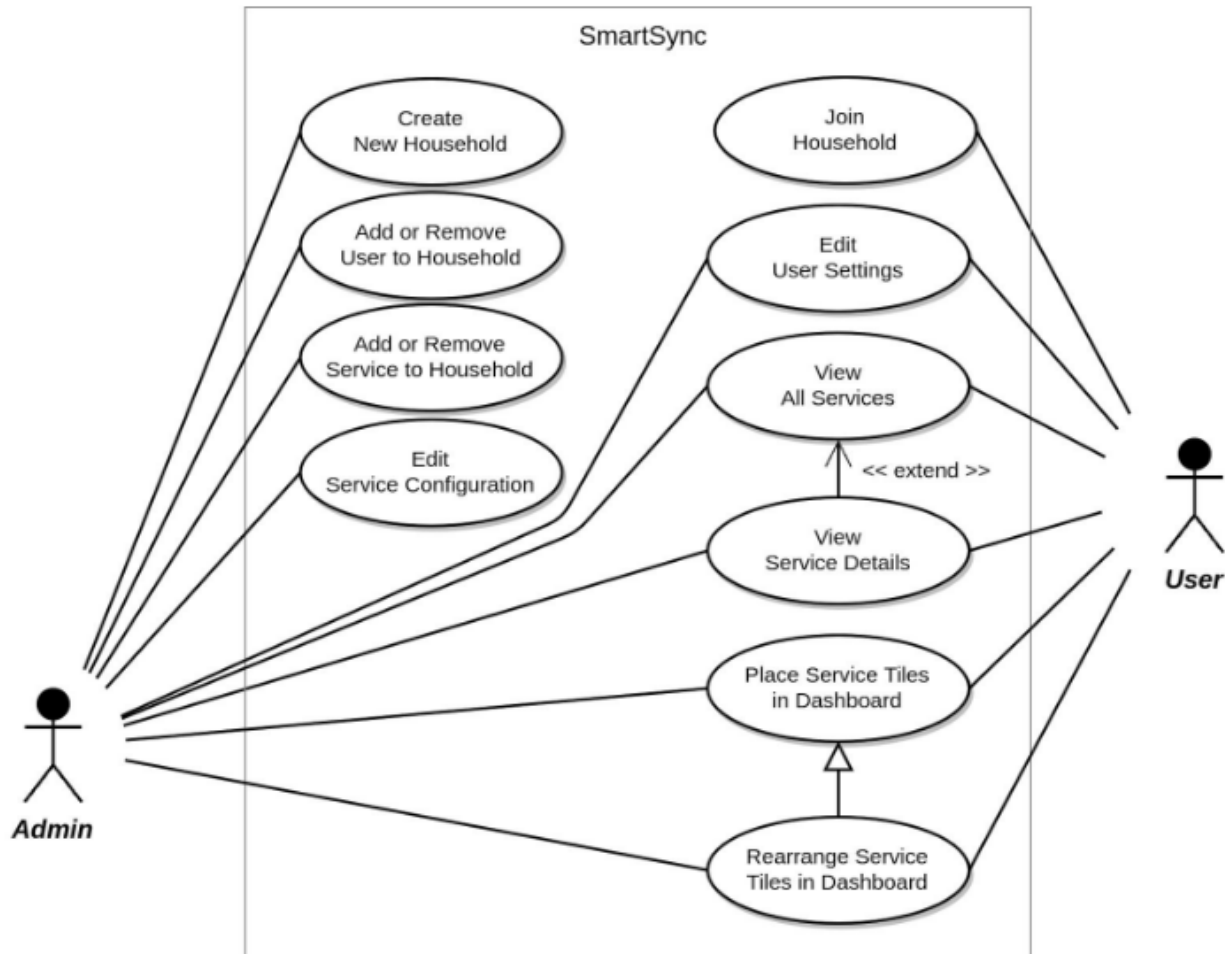 SmartSync
Create
New Household
Add or Remove
User to Household
Add or Remove
Service to Household
Edit
Service Configuration
Join
Household
Edit
User Settings
View
All Services
<< extend >>
View
Service Details
Place Service Tiles
in Dashboard
Rearrange Service
Tiles in Dashboard
Admin
User